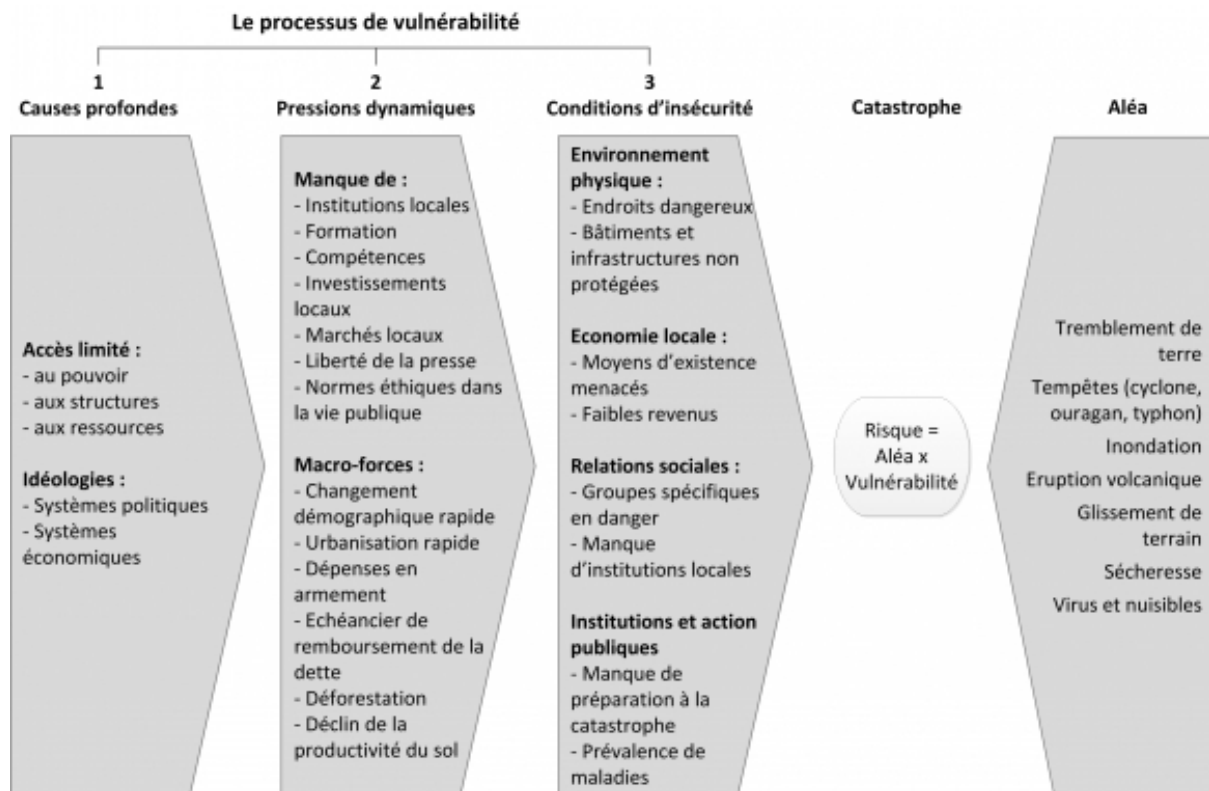 Le processus de vulnérabilité
1
Causes profondes
2
Pressions dynamiques
3
Conditions d'insécurité
Catastrophe
Aléa
Accès limité :
- au pouvoir
- aux structures
- aux ressources
Idéologies :
- Systèmes politiques
- Systèmes
économiques
Manque de :
- Institutions locales
- Formation
- Compétences
- Investissements
locaux
- Marchés locaux
- Liberté de la presse
- Normes éthiques dans
la vie publique
Macro-forces :
- Changement
démographique rapide
- Urbanisation rapide
- Dépenses en
armement
- Echéancier de
remboursement de la
dette
- Déforestation
- Déclin de la
productivité du sol
Environnement
physique :
- Endroits dangereux
- Bâtiments et
infrastructures non
protégées
Economie locale :
- Moyens d'existence
menacés
- Faibles revenus
Relations sociales :
- Groupes spécifiques
en danger
- Manque
d'institutions locales
Institutions et action
publiques
- Manque de
préparation à la
catastrophe
- Prévalence de
maladies
Risque =
Aléa x
Vulnérabilité
Tremblement de
terre
Tempêtes (cyclone,
ouragan, typhon)
Inondation
Eruption volcanique
Glissement de
terrain
Sécheresse
Virus et nuisibles